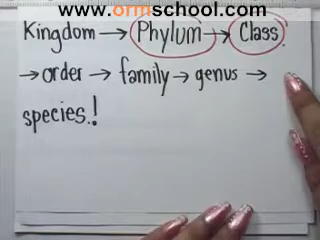 www.ormschool.com
Kingdom → Phylum → Class
→ order → family → genus →
species.!